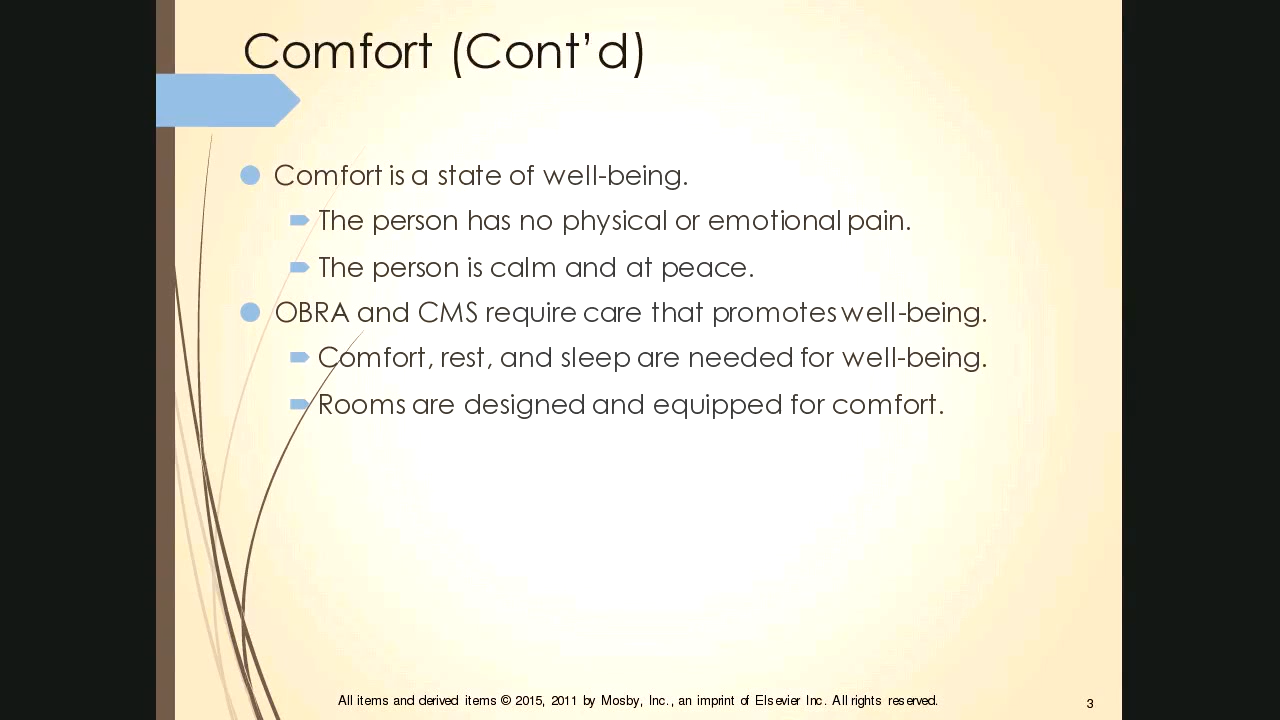 Comfort (Cont’d)
Comfort is a state of well-being.
The person has no physical or emotional pain.
The person is calm and at peace.
OBRA and CMS require care that promotes well-being.
Comfort, rest, and sleep are needed for well-being.
Rooms are designed and equipped for comfort.
All items and derived items © 2015, 2011 by Mosby, Inc., an imprint of Elsevier Inc. All rights reserved.
3